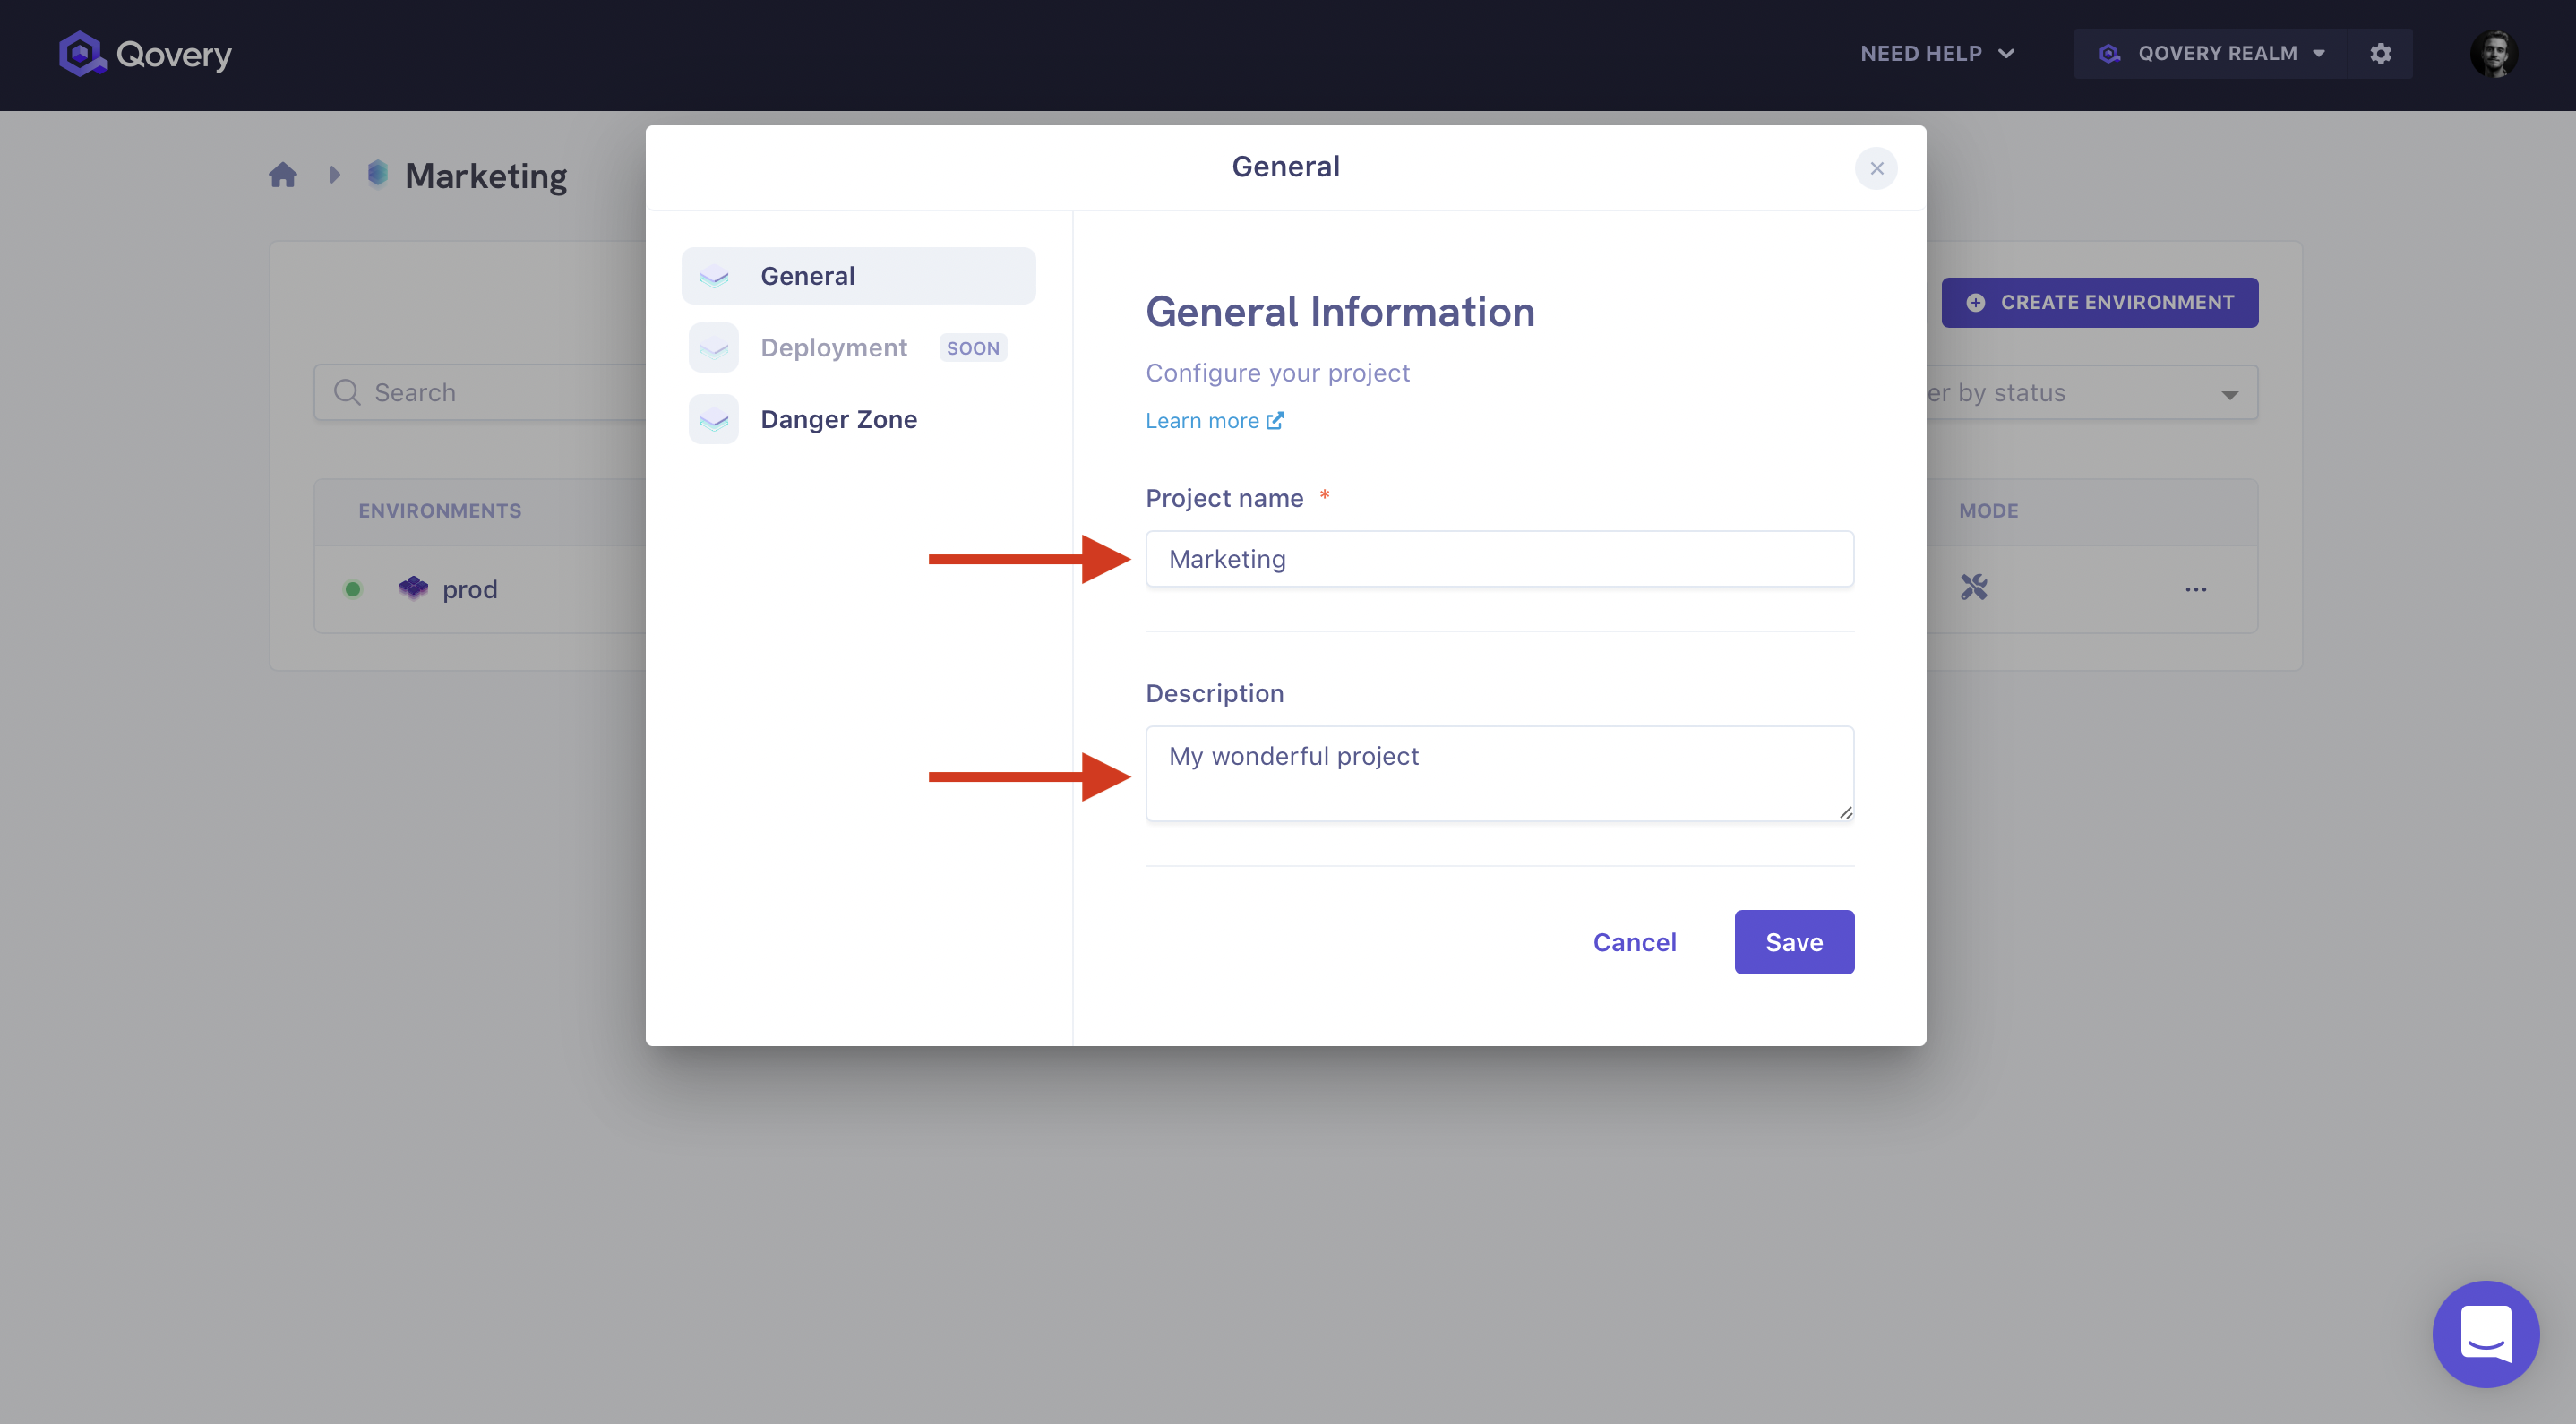 Qovery
NEED HELP
QOVERY REALM
Marketing
General
General
Deployment SOON
Danger Zone
General Information
Configure your project
Learn more
Project name *
Marketing
Description
My wonderful project
Cancel Save
CREATE ENVIRONMENT
Search
er by status
ENVIRONMENTS
MODE
prod